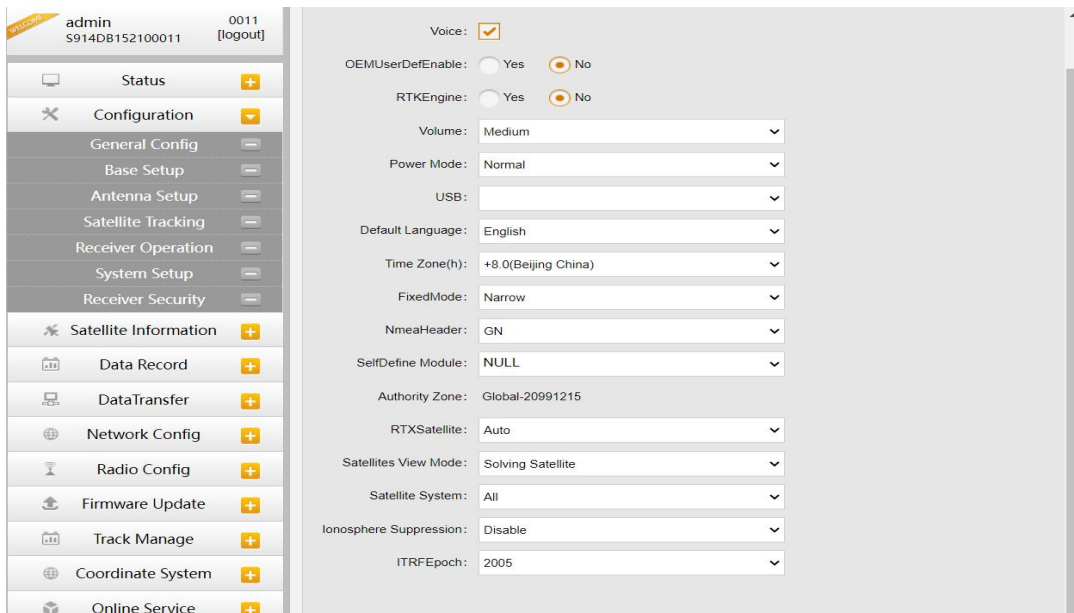 WELCOME
admin 0011
S914DB152100011 [logout]
Status
Configuration
General Config
Base Setup
Antenna Setup
Satellite Tracking
Receiver Operation
System Setup
Receiver Security
Satellite Information
Data Record
DataTransfer
Network Config
Radio Config
Firmware Update
Track Manage
Coordinate System
Online Service
Voice:
OEMUserDefEnable: Yes No
RTKEngine: Yes No
Volume: Medium
Power Mode: Normal
USB:
Default Language: English
Time Zone(h): +8.0(Beijing China)
FixedMode: Narrow
NmeaHeader: GN
SelfDefine Module: NULL
Authority Zone: Global-20991215
RTXSatellite: Auto
Satellites View Mode: Solving Satellite
Satellite System: All
Ionosphere Suppression: Disable
ITRFEpoch: 2005